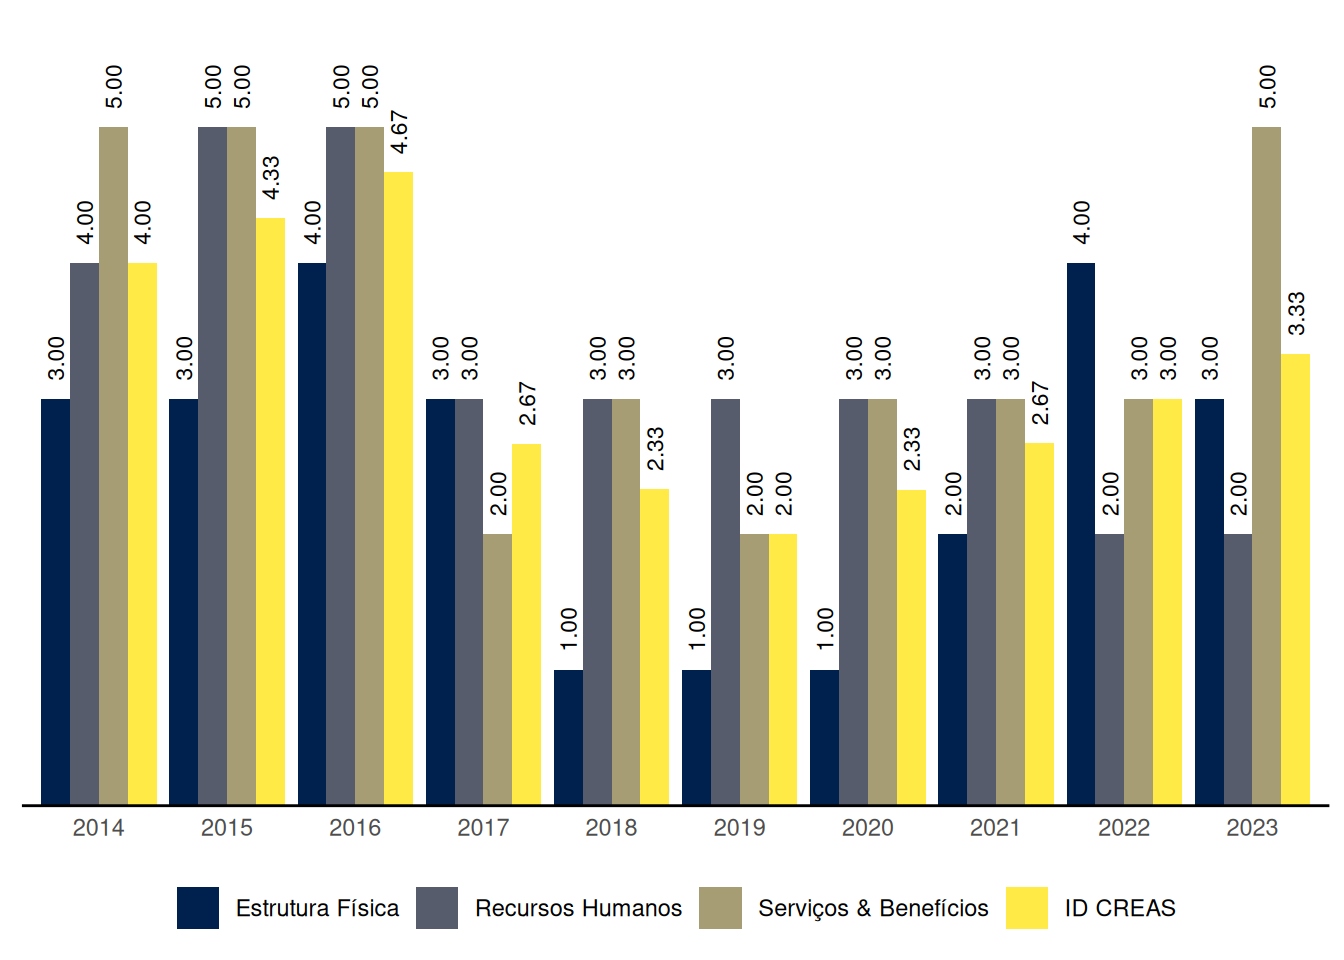 3.00 4.00 5.00 4.00
3.00 5.00 5.00 4.33
4.00 5.00 5.00 4.67
3.00 3.00 2.00 2.67
1.00 3.00 3.00 2.33
1.00 3.00 2.00 2.00
1.00 3.00 3.00 2.33
2.00 3.00 3.00 2.67
4.00 2.00 3.00 3.00
3.00 2.00 5.00 3.33
2014 2015 2016 2017 2018 2019 2020 2021 2022 2023
Estrutura Física Recursos Humanos Serviços & Benefícios ID CREAS